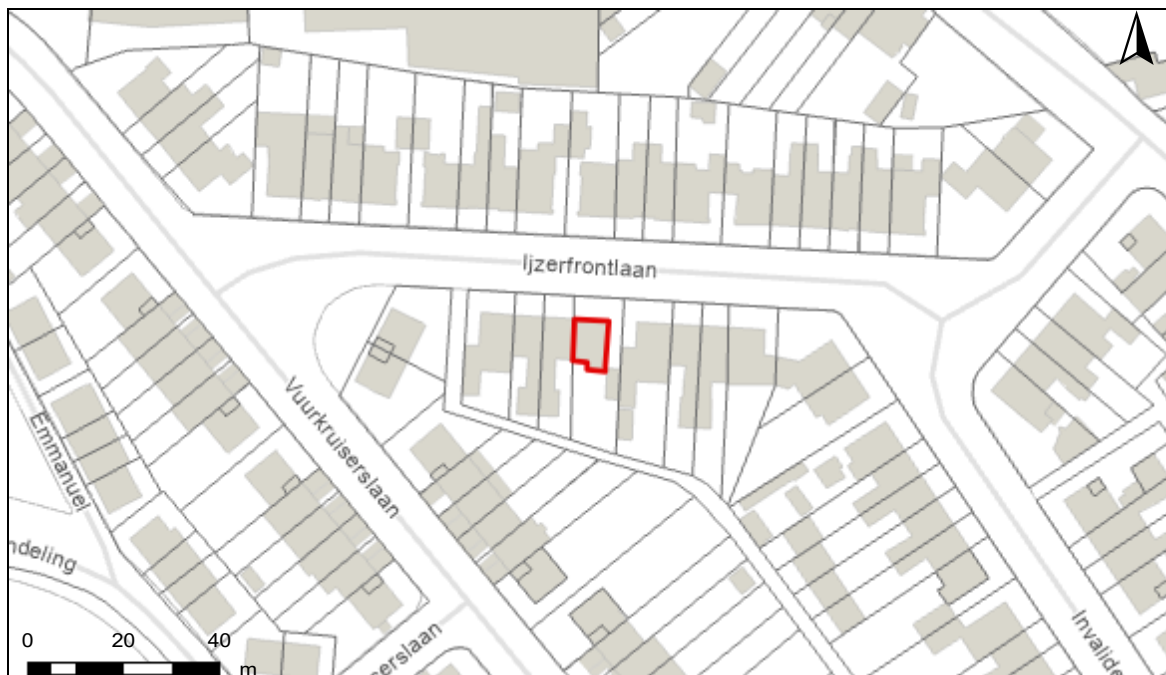 Ijzerfrontlaan
Vuurkruiserslaan
Emmanuel
ndeling
serslaan
Invalide
0 20 40
m